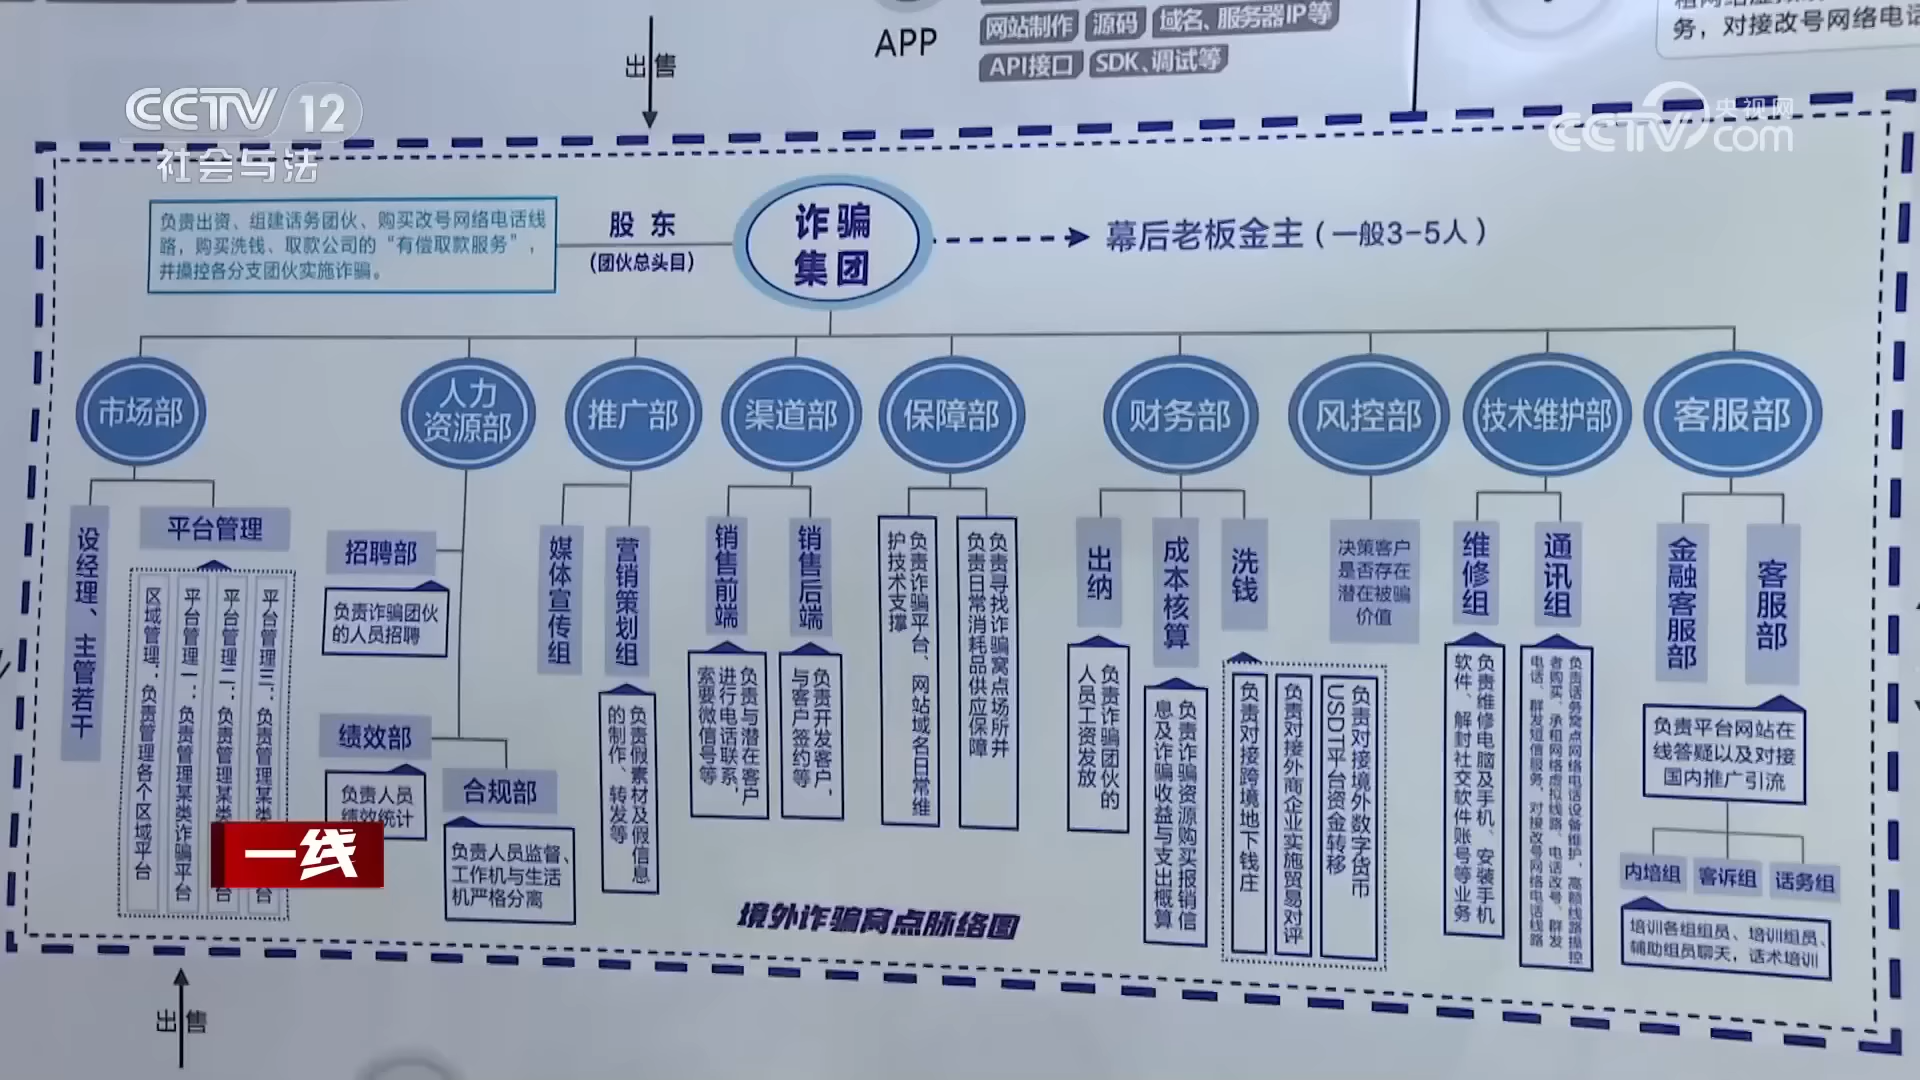 网站制作 源码 域名、服务器IP等
APP
API接口 SDK、调试等
务，对接改号网络电话
出售
CCTV 12
社会与法
央视网
CCTV.com
负责出资、组建话务团伙、购买改号网络电话线
路，购买洗钱、取款公司的“有偿取款服务”，
并操控各分支团伙实施诈骗。
股东
(团伙总头目)
诈骗
集团
幕后老板金主(一般3-5人)
市场部
人力
资源部
推广部
渠道部
保障部
财务部
风控部
技术维护部
客服部
设经理、主管若干
平台管理
区域管理：负责管理各个区域平台
平台管理一：负责管理某类诈骗平台
平台管理二：负责管理某类
平台管理三：负责管理某类
招聘部
负责诈骗团伙
的人员招聘
绩效部
负责人员
绩效统计
合规部
负责人员监督、
工作机与生活
机严格分离
媒体宣传组
营销策划组
负责假素材及假信息
的制作、转发等
销售前端
负责与潜在客户
进行电话联系，
索要微信号等
销售后端
负责开发客户，
与客户签约等
负责诈骗平台、网站域名日常维
护技术支撑
负责寻找诈骗窝点场所并
负责日常消耗品供应保障
出纳
负责诈骗团伙的
人员工资发放
成本核算
负责诈骗资源购买报销信
息及诈骗收益与支出概算
洗钱
负责对接跨境地下钱庄
负责对接外商企业实施贸易对评
负责对接境外数字货币
USDT平台资金转移
决策客户
是否存在
潜在被骗
价值
维修组
负责维修电脑及手机、安装手机
软件、解封社交软件账号等业务
通讯组
负责话务窝点网络电话设备维护，高额线路操控
者购买、承租网络虚拟线路、电话改号、群发
电话、群发短信服务，对接改号网络电话线路
金融客服部
客服部
负责平台网站在
线答疑以及对接
国内推广引流
内培组
客诉组
话务组
培训各组组员、培训组员、
辅助组员聊天，话术培训
一线
境外诈骗窝点脉络图
出售